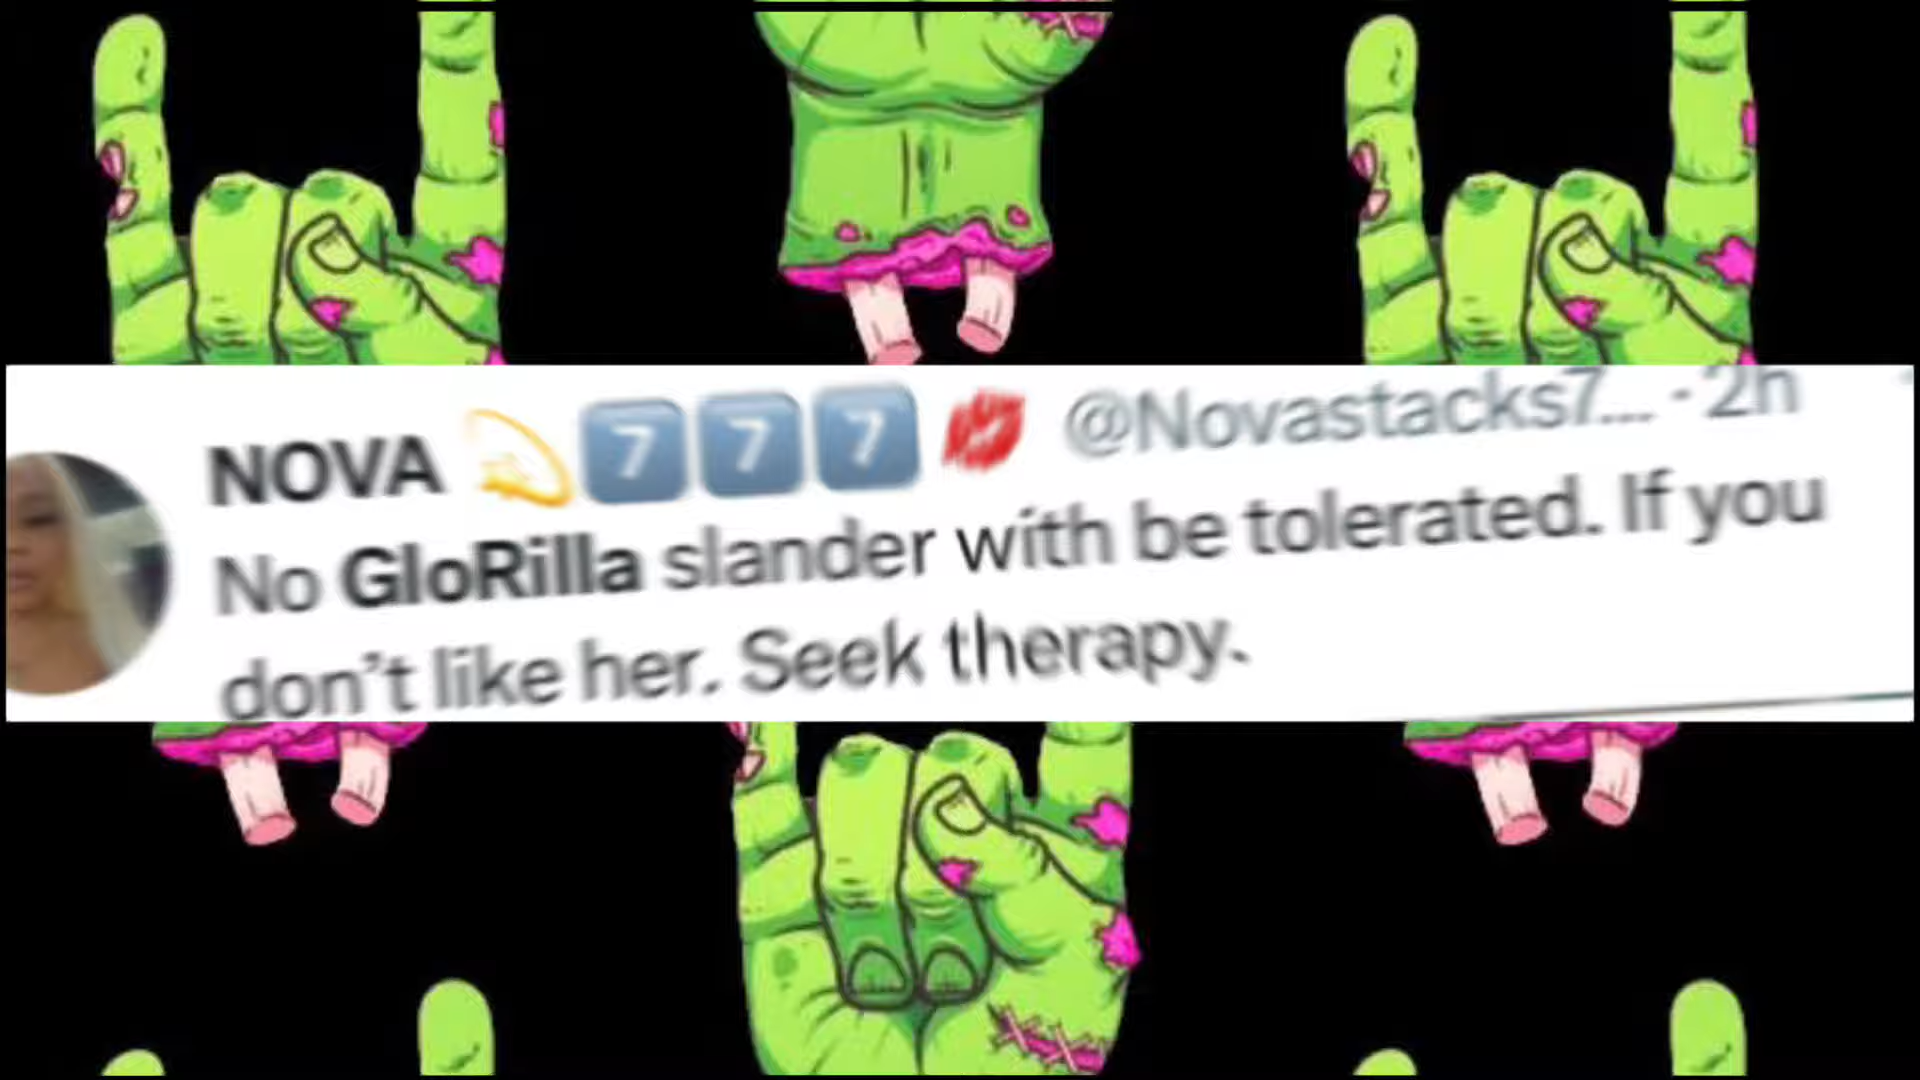 NOVA 💫7️⃣7️⃣7️⃣💋 @Novastacks7... · 2h
No GloRilla slander with be tolerated. If you
don't like her. Seek therapy.